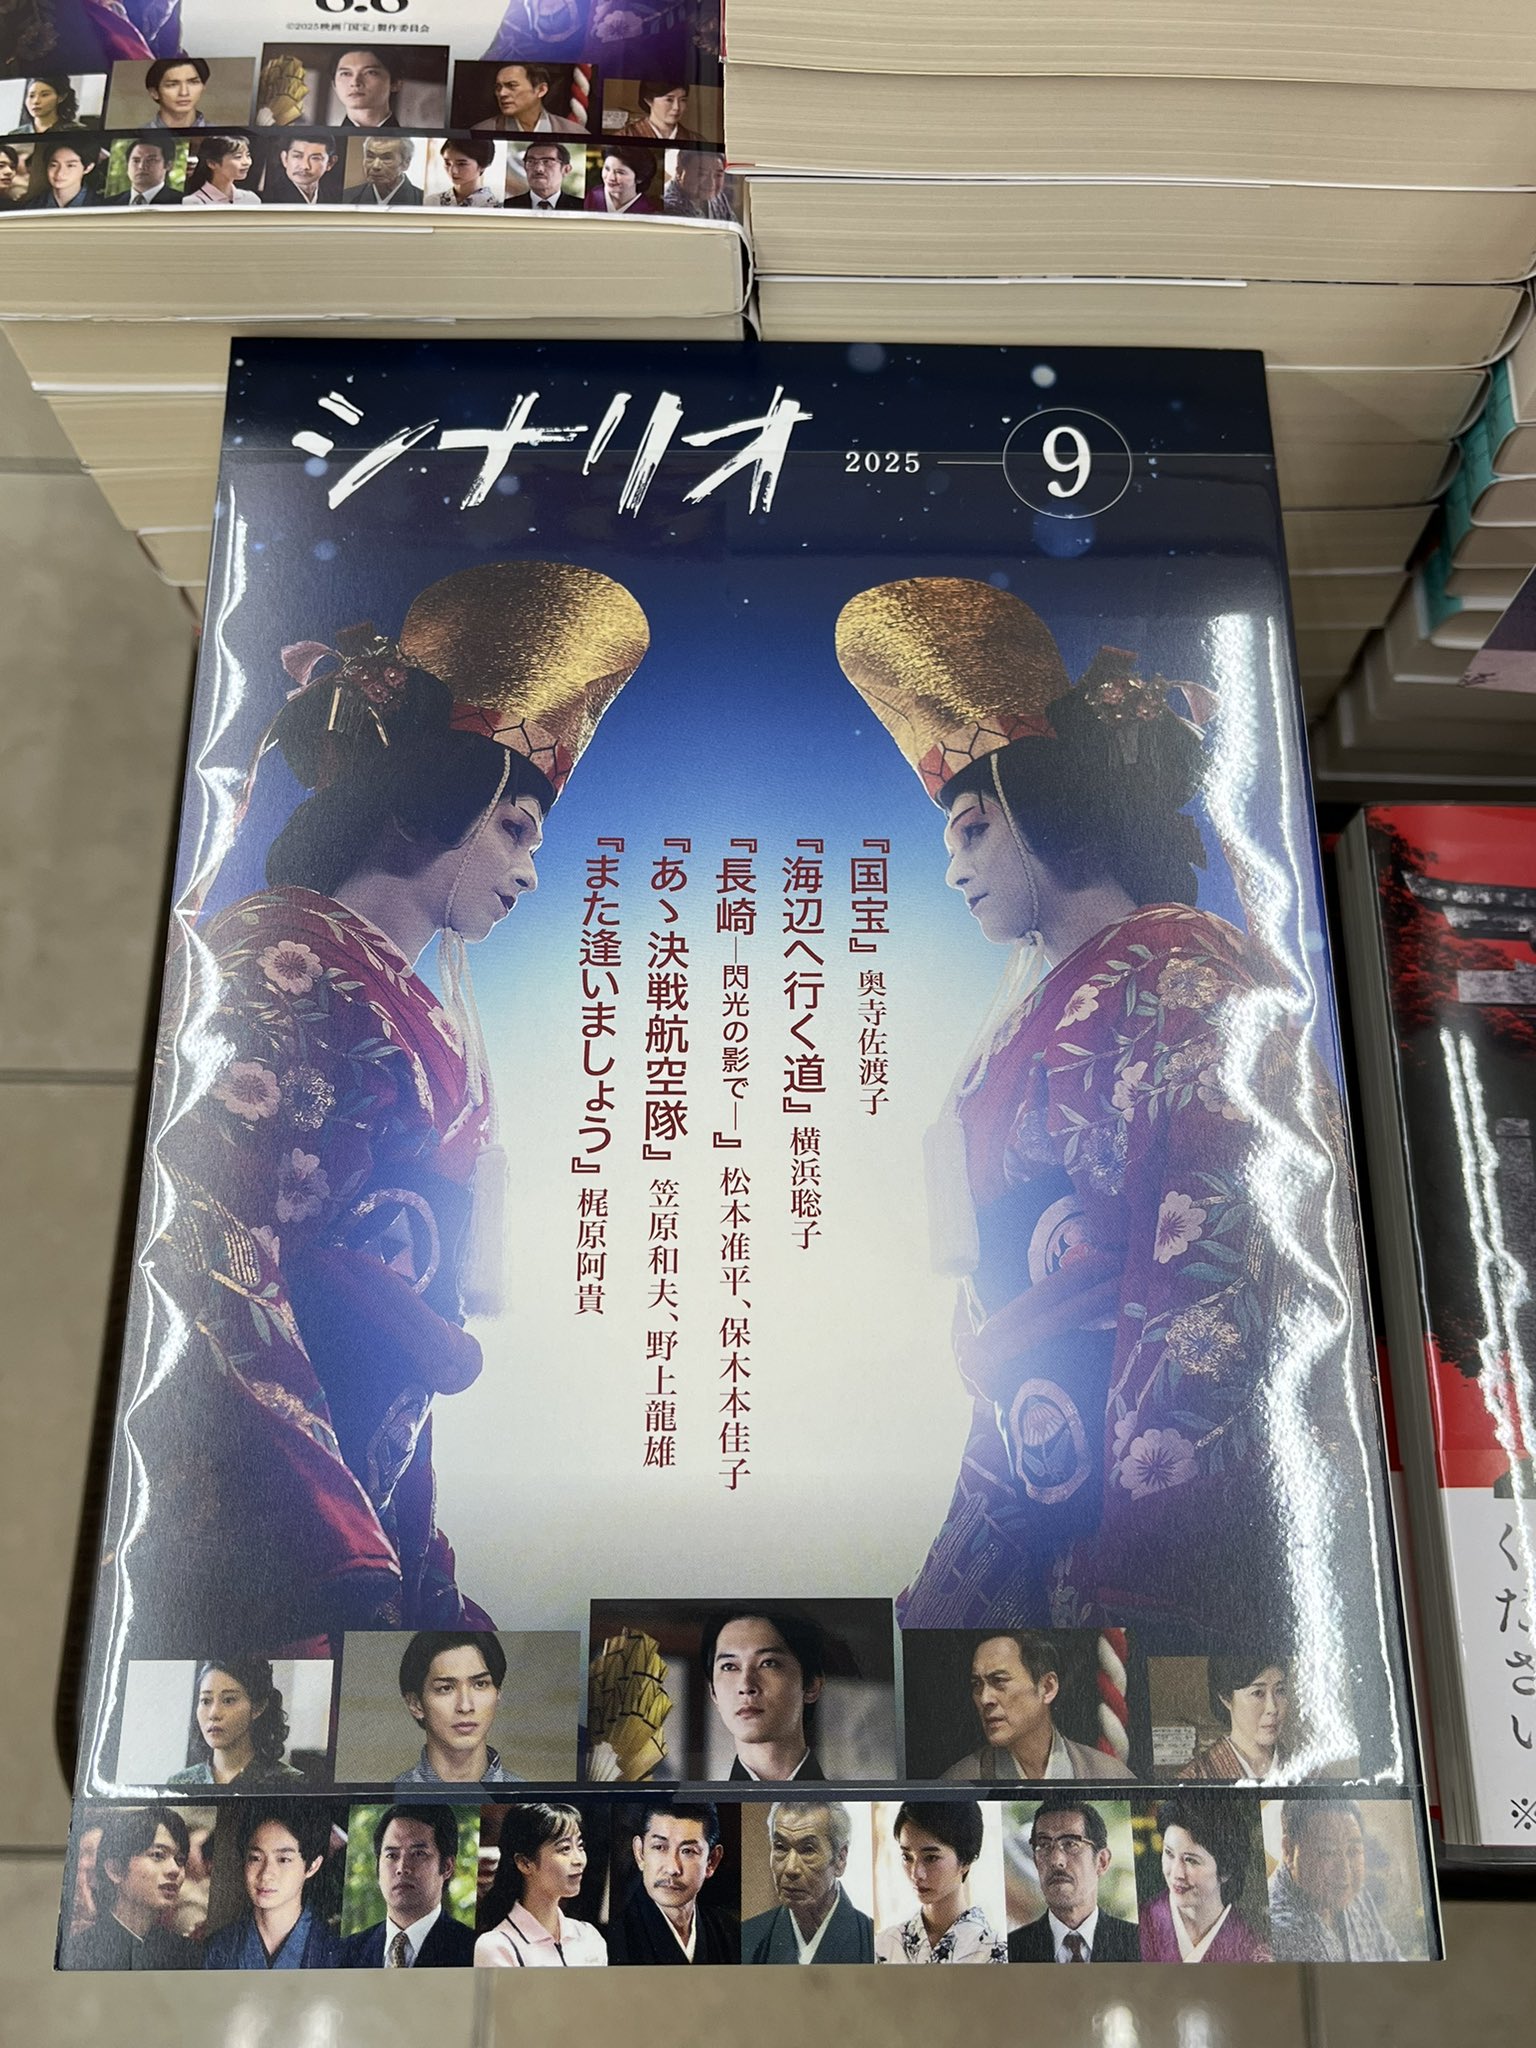 ©2025映画「国宝」製作委員会
シナリオ 2025 9
『国宝』 奥寺佐渡子
『海辺へ行く道』 横浜聡子
『長崎―閃光の影で―』 松本准平、保木本佳子
『あゝ決戦航空隊』 笠原和夫、野上龍雄
『また逢いましょう』 梶原阿貴
ください
※